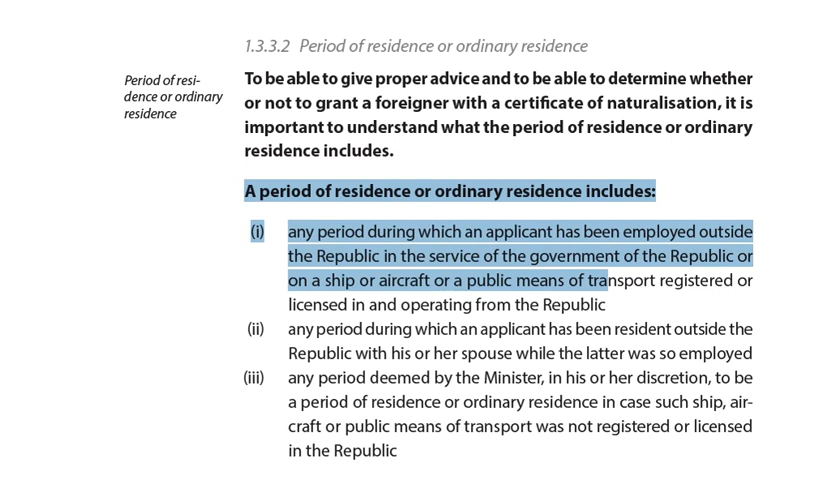 1.3.3.2 Period of residence or ordinary residence
Period of resi-
dence or ordinary
residence
To be able to give proper advice and to be able to determine whether
or not to grant a foreigner with a certificate of naturalisation, it is
important to understand what the period of residence or ordinary
residence includes.
A period of residence or ordinary residence includes:
(i) any period during which an applicant has been employed outside
the Republic in the service of the government of the Republic or
on a ship or aircraft or a public means of transport registered or
licensed in and operating from the Republic
(ii) any period during which an applicant has been resident outside the
Republic with his or her spouse while the latter was so employed
(iii) any period deemed by the Minister, in his or her discretion, to be
a period of residence or ordinary residence in case such ship, air-
craft or public means of transport was not registered or licensed
in the Republic